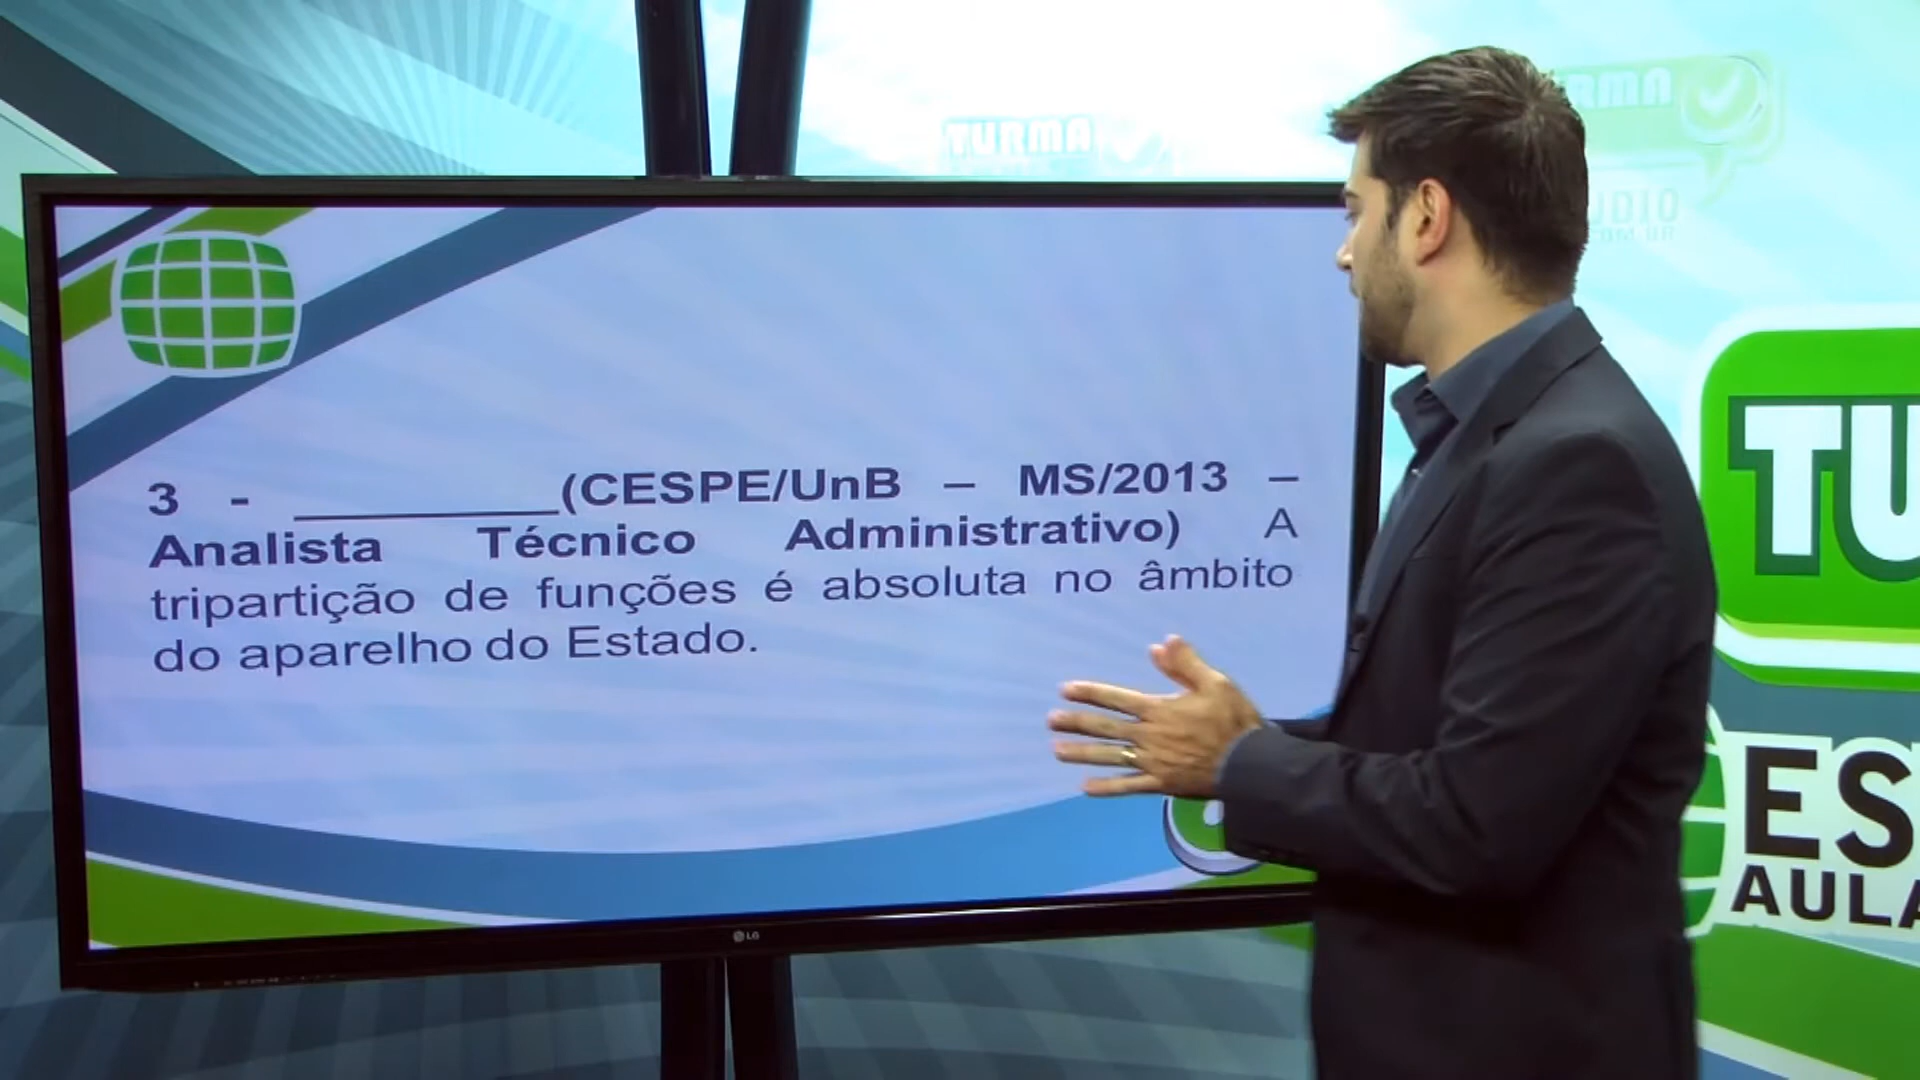 TURMA
RMA
UDIO
3 - ________(CESPE/UnB – MS/2013 –
Analista Técnico Administrativo) A
tripartição de funções é absoluta no âmbito
do aparelho do Estado.
LG
TU
ES
AULA